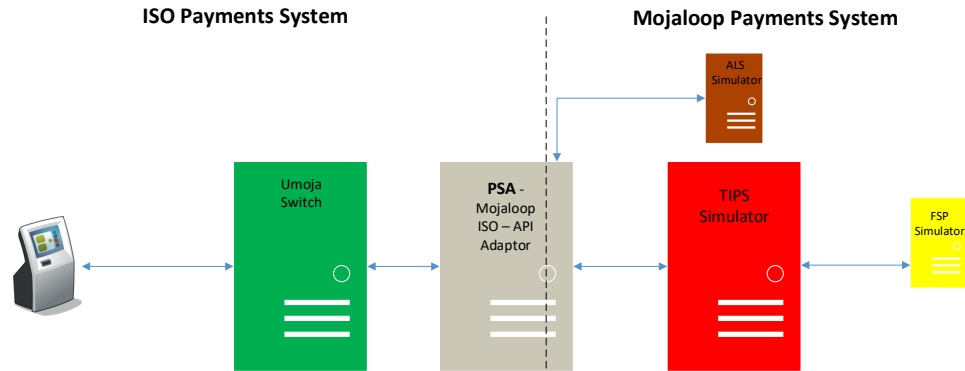 ISO Payments System
Mojaloop Payments System
ALS
Simulator
Umoja
Switch
PSA -
Mojaloop
ISO – API
Adaptor
TIPS
Simulator
FSP
Simulator